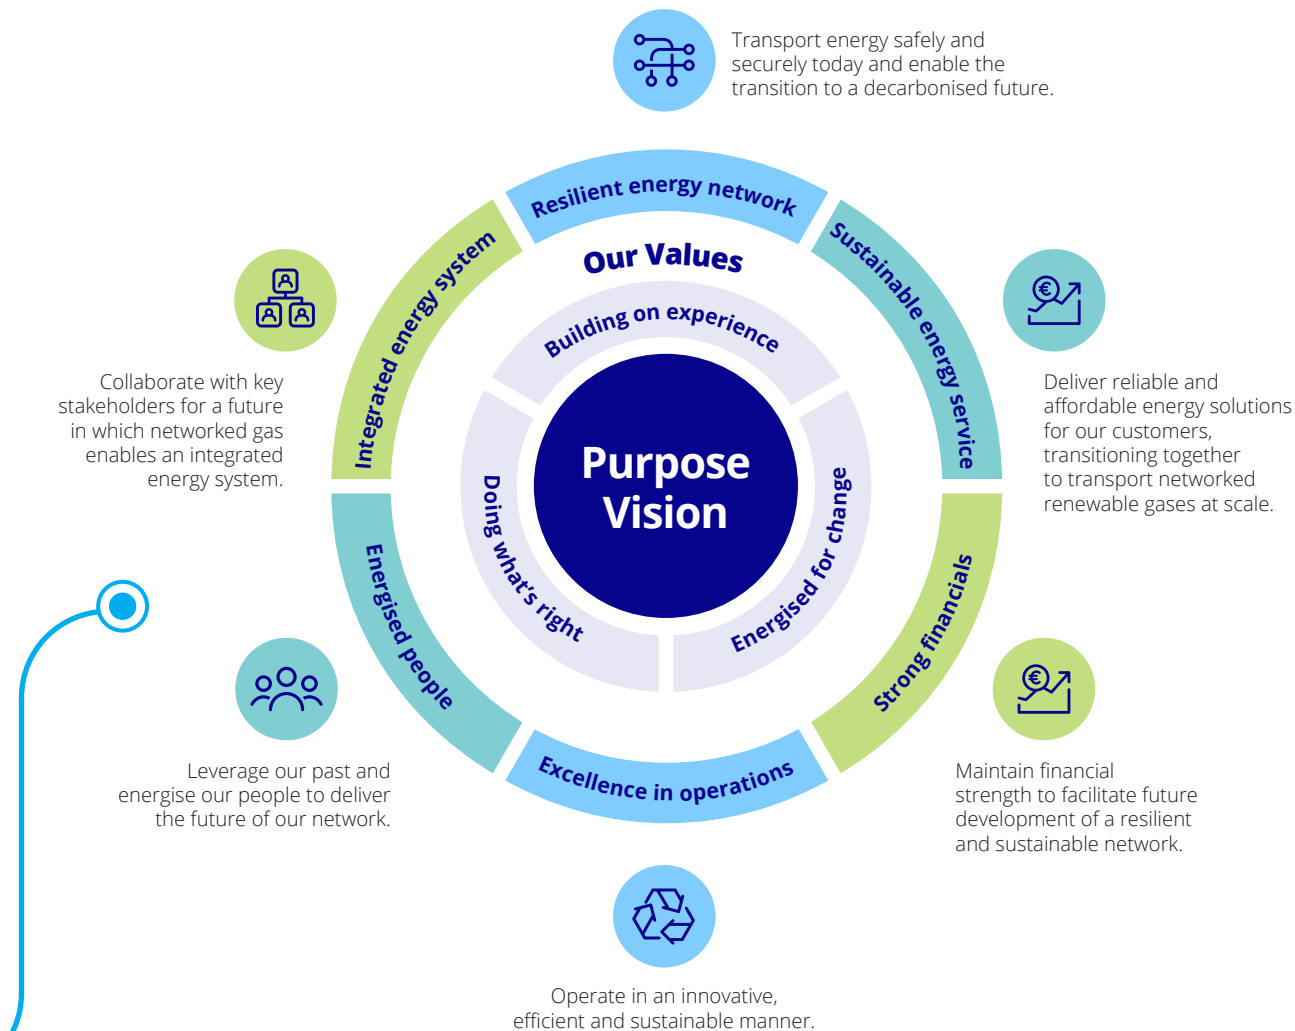 Transport energy safely and
securely today and enable the
transition to a decarbonised future.
Resilient energy network
Sustainable energy service
Deliver reliable and
affordable energy solutions
for our customers,
transitioning together
to transport networked
renewable gases at scale.
Strong financials
Maintain financial
strength to facilitate future
development of a resilient
and sustainable network.
Excellence in operations
Operate in an innovative,
efficient and sustainable manner.
Energised people
Leverage our past and
energise our people to deliver
the future of our network.
Integrated energy system
Collaborate with key
stakeholders for a future
in which networked gas
enables an integrated
energy system.
Our Values
Building on experience
Energised for change
Doing what's right
Purpose
Vision
€
€